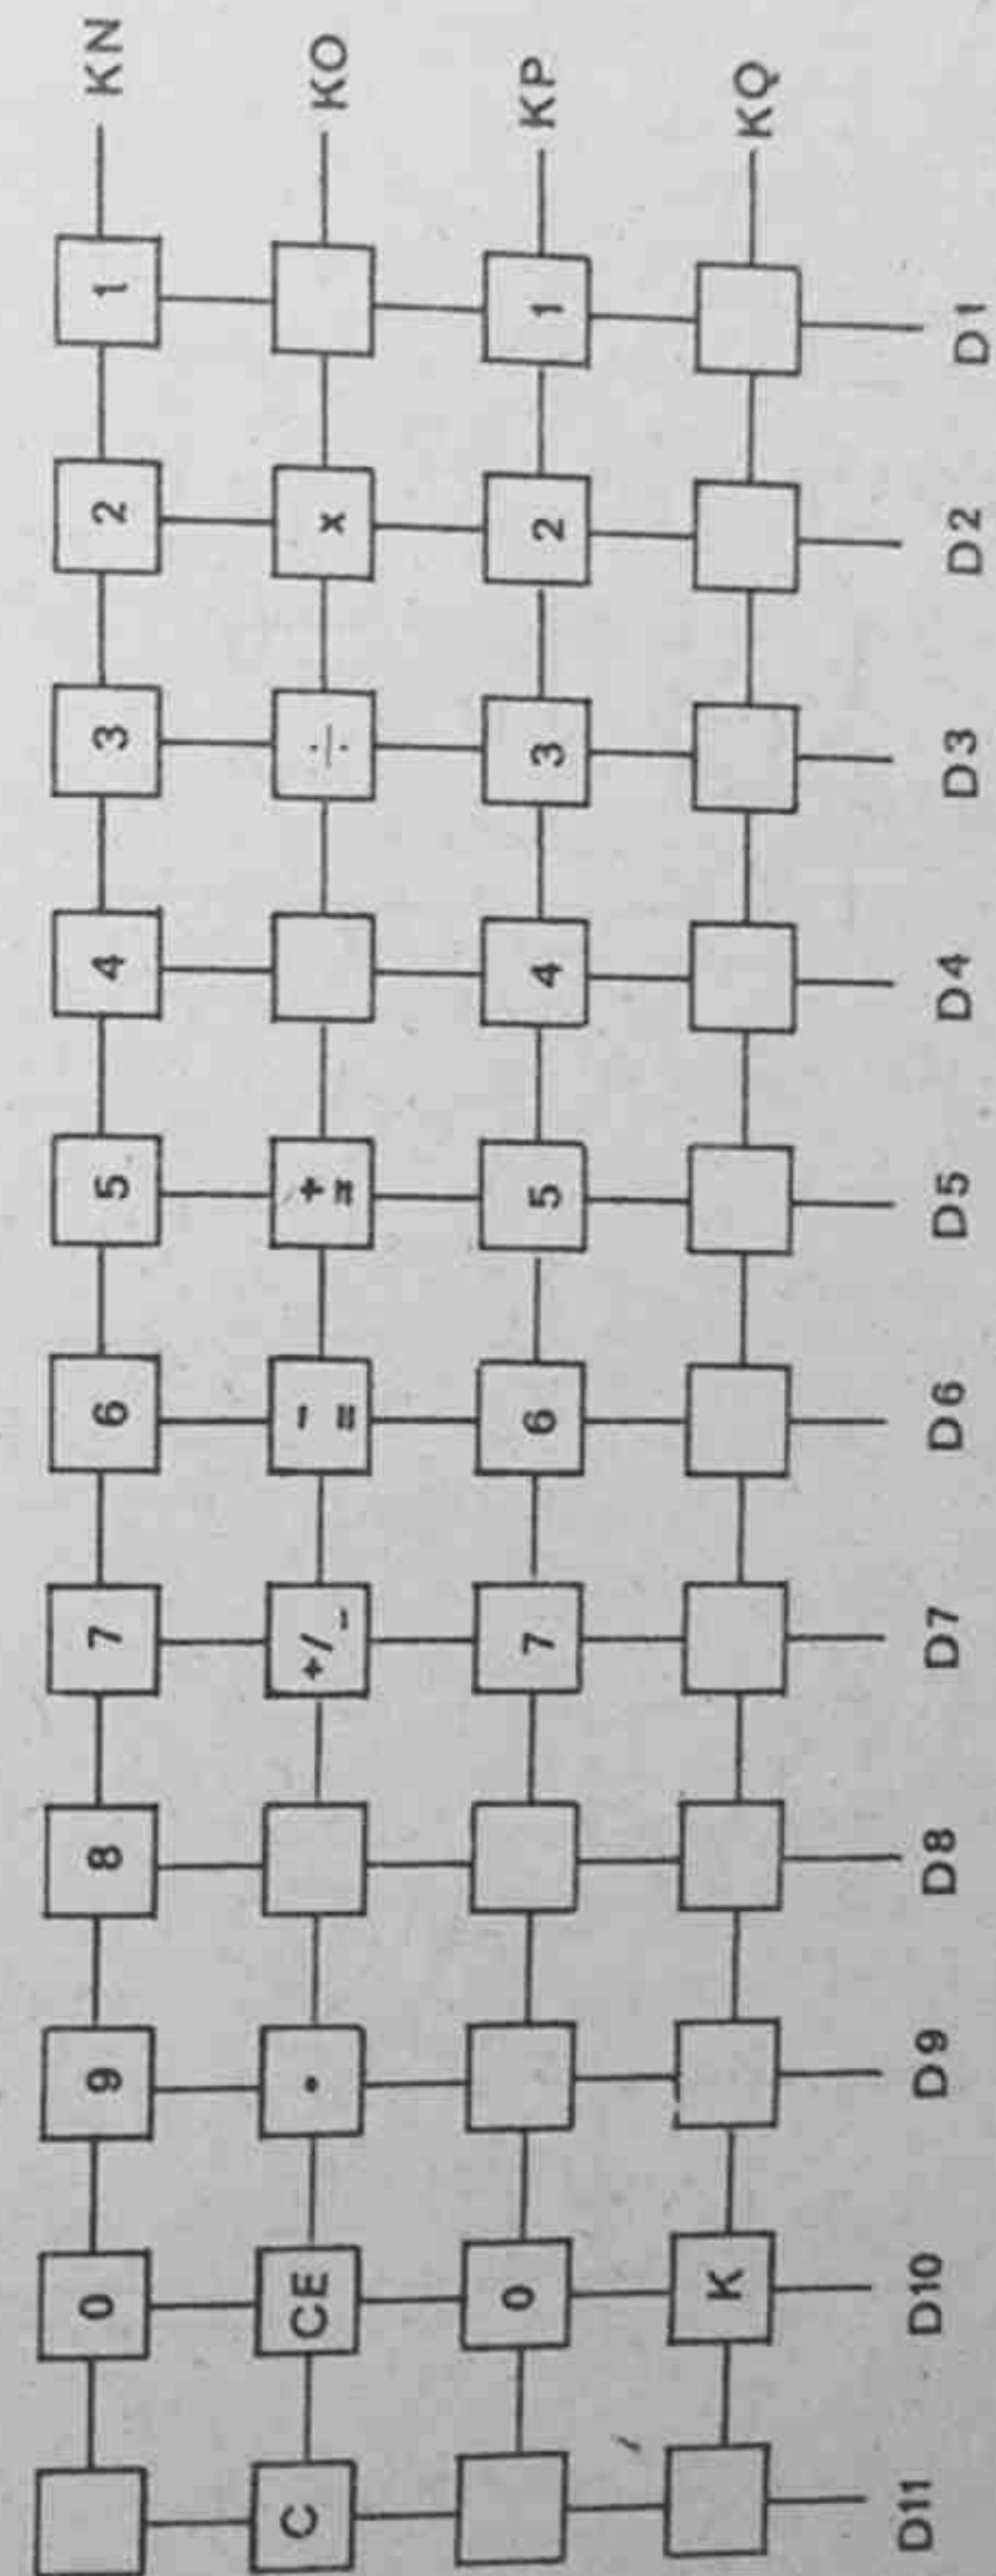 0 9 8 7 6 5 4 3 2 1 KN
C CE . +/- - = + = ÷ x KO
0 7 6 5 4 3 2 1 KP
K KQ
D11 D10 D9 D8 D7 D6 D5 D4 D3 D2 D1